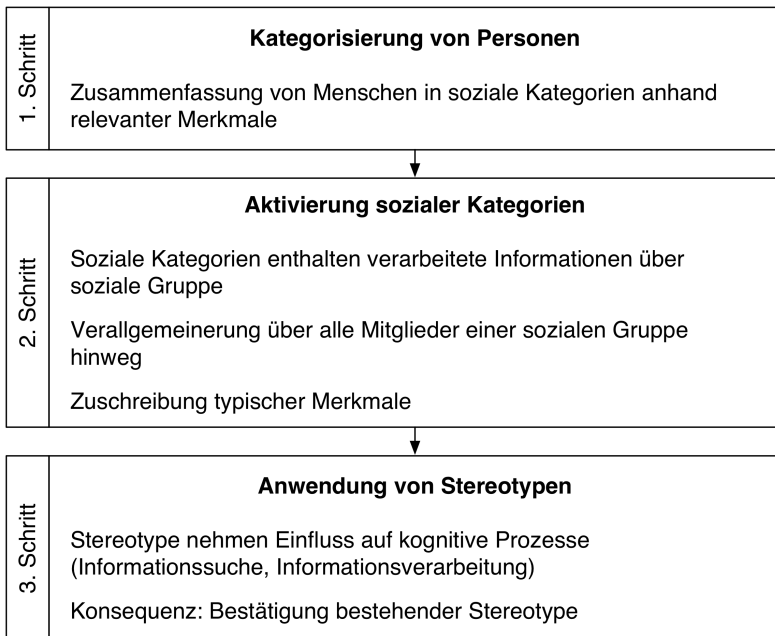 1. Schritt
Kategorisierung von Personen
Zusammenfassung von Menschen in soziale Kategorien anhand
relevanter Merkmale
2. Schritt
Aktivierung sozialer Kategorien
Soziale Kategorien enthalten verarbeitete Informationen über
soziale Gruppe
Verallgemeinerung über alle Mitglieder einer sozialen Gruppe
hinweg
Zuschreibung typischer Merkmale
3. Schritt
Anwendung von Stereotypen
Stereotype nehmen Einfluss auf kognitive Prozesse
(Informationssuche, Informationsverarbeitung)
Konsequenz: Bestätigung bestehender Stereotype